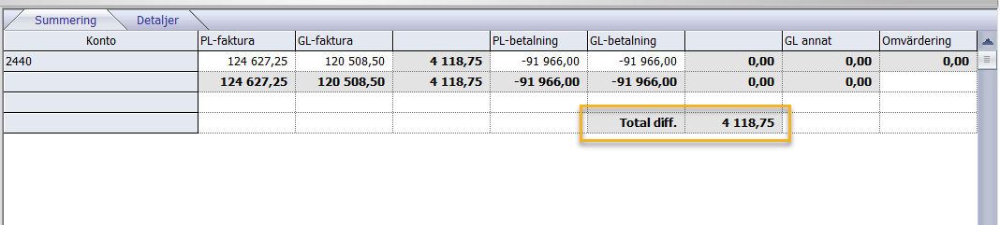 Summering Detaljer
Konto PL-faktura GL-faktura PL-betalning GL-betalning GL annat Omvärdering
2440 124 627,25 120 508,50 4 118,75 -91 966,00 -91 966,00 0,00 0,00 0,00
124 627,25 120 508,50 4 118,75 -91 966,00 -91 966,00 0,00 0,00
Total diff. 4 118,75